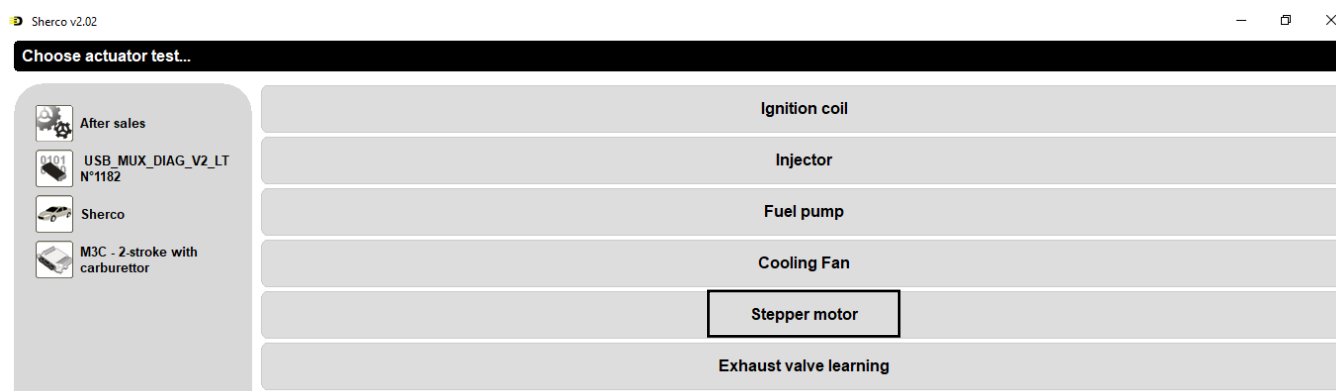 Sherco v2.02
Choose actuator test...
After sales
0101
USB_MUX_DIAG_V2_LT
N°1182
Sherco
M3C - 2-stroke with
carburettor
Ignition coil
Injector
Fuel pump
Cooling Fan
Stepper motor
Exhaust valve learning